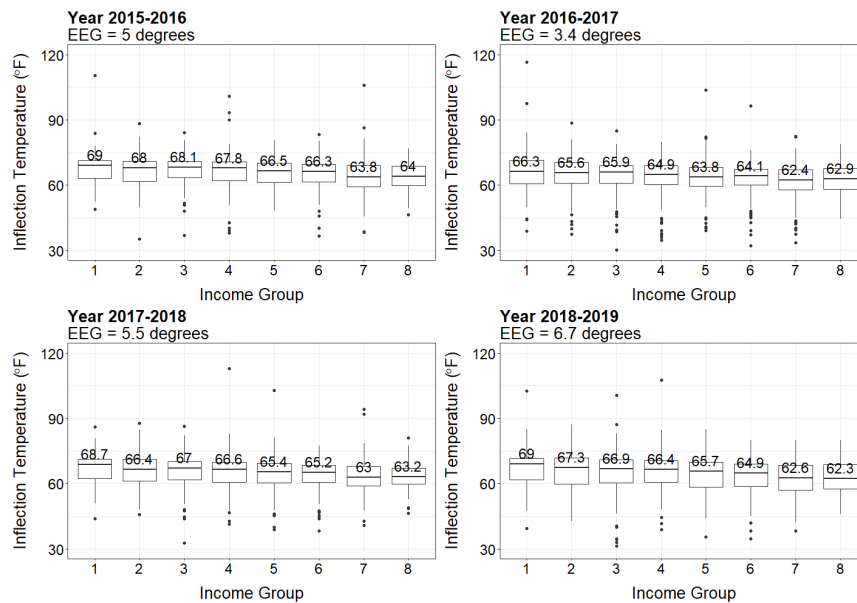 Year 2015-2016
EEG = 5 degrees
Inflection Temperature (°F)
120
90
60
30
69 68 68.1 67.8 66.5 66.3 63.8 64
1 2 3 4 5 6 7 8
Income Group
Year 2016-2017
EEG = 3.4 degrees
Inflection Temperature (°F)
120
90
60
30
66.3 65.6 65.9 64.9 63.8 64.1 62.4 62.9
1 2 3 4 5 6 7 8
Income Group
Year 2017-2018
EEG = 5.5 degrees
Inflection Temperature (°F)
120
90
60
30
68.7 66.4 67 66.6 65.4 65.2 63 63.2
1 2 3 4 5 6 7 8
Income Group
Year 2018-2019
EEG = 6.7 degrees
Inflection Temperature (°F)
120
90
60
30
69 67.3 66.9 66.4 65.7 64.9 62.6 62.3
1 2 3 4 5 6 7 8
Income Group